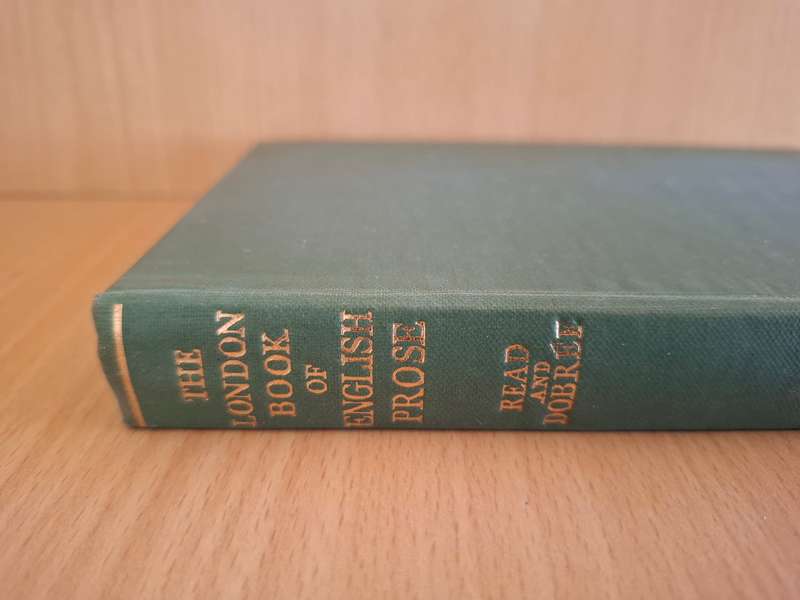 THE
LONDON
BOOK
OF
ENGLISH
PROSE
READ
AND
DOBRÉE